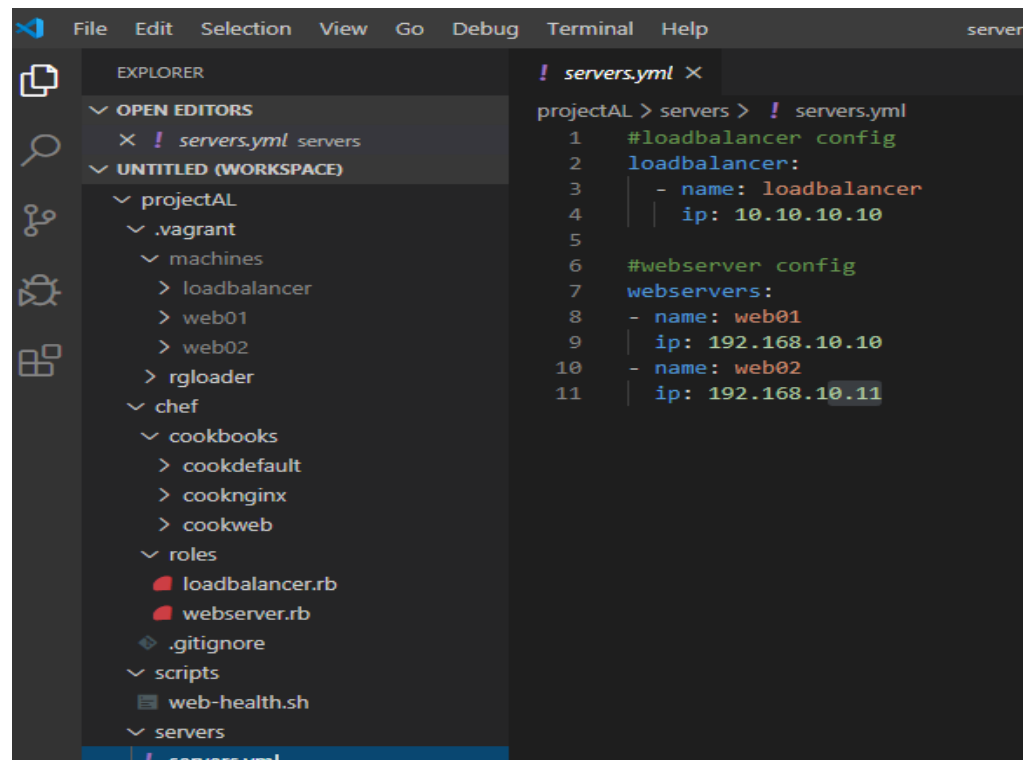 File Edit Selection View Go Debug Terminal Help server
EXPLORER
OPEN EDITORS
servers.yml servers
UNTITLED (WORKSPACE)
projectAL
.vagrant
machines
loadbalancer
web01
web02
rgloader
chef
cookbooks
cookdefault
cooknginx
cookweb
roles
loadbalancer.rb
webserver.rb
.gitignore
scripts
web-health.sh
servers
servers.yml
! servers.yml ×
projectAL > servers > ! servers.yml
1 #loadbalancer config
2 loadbalancer:
3 - name: loadbalancer
4 ip: 10.10.10.10
5
6 #webserver config
7 webservers:
8 - name: web01
9 ip: 192.168.10.10
10 - name: web02
11 ip: 192.168.10.11